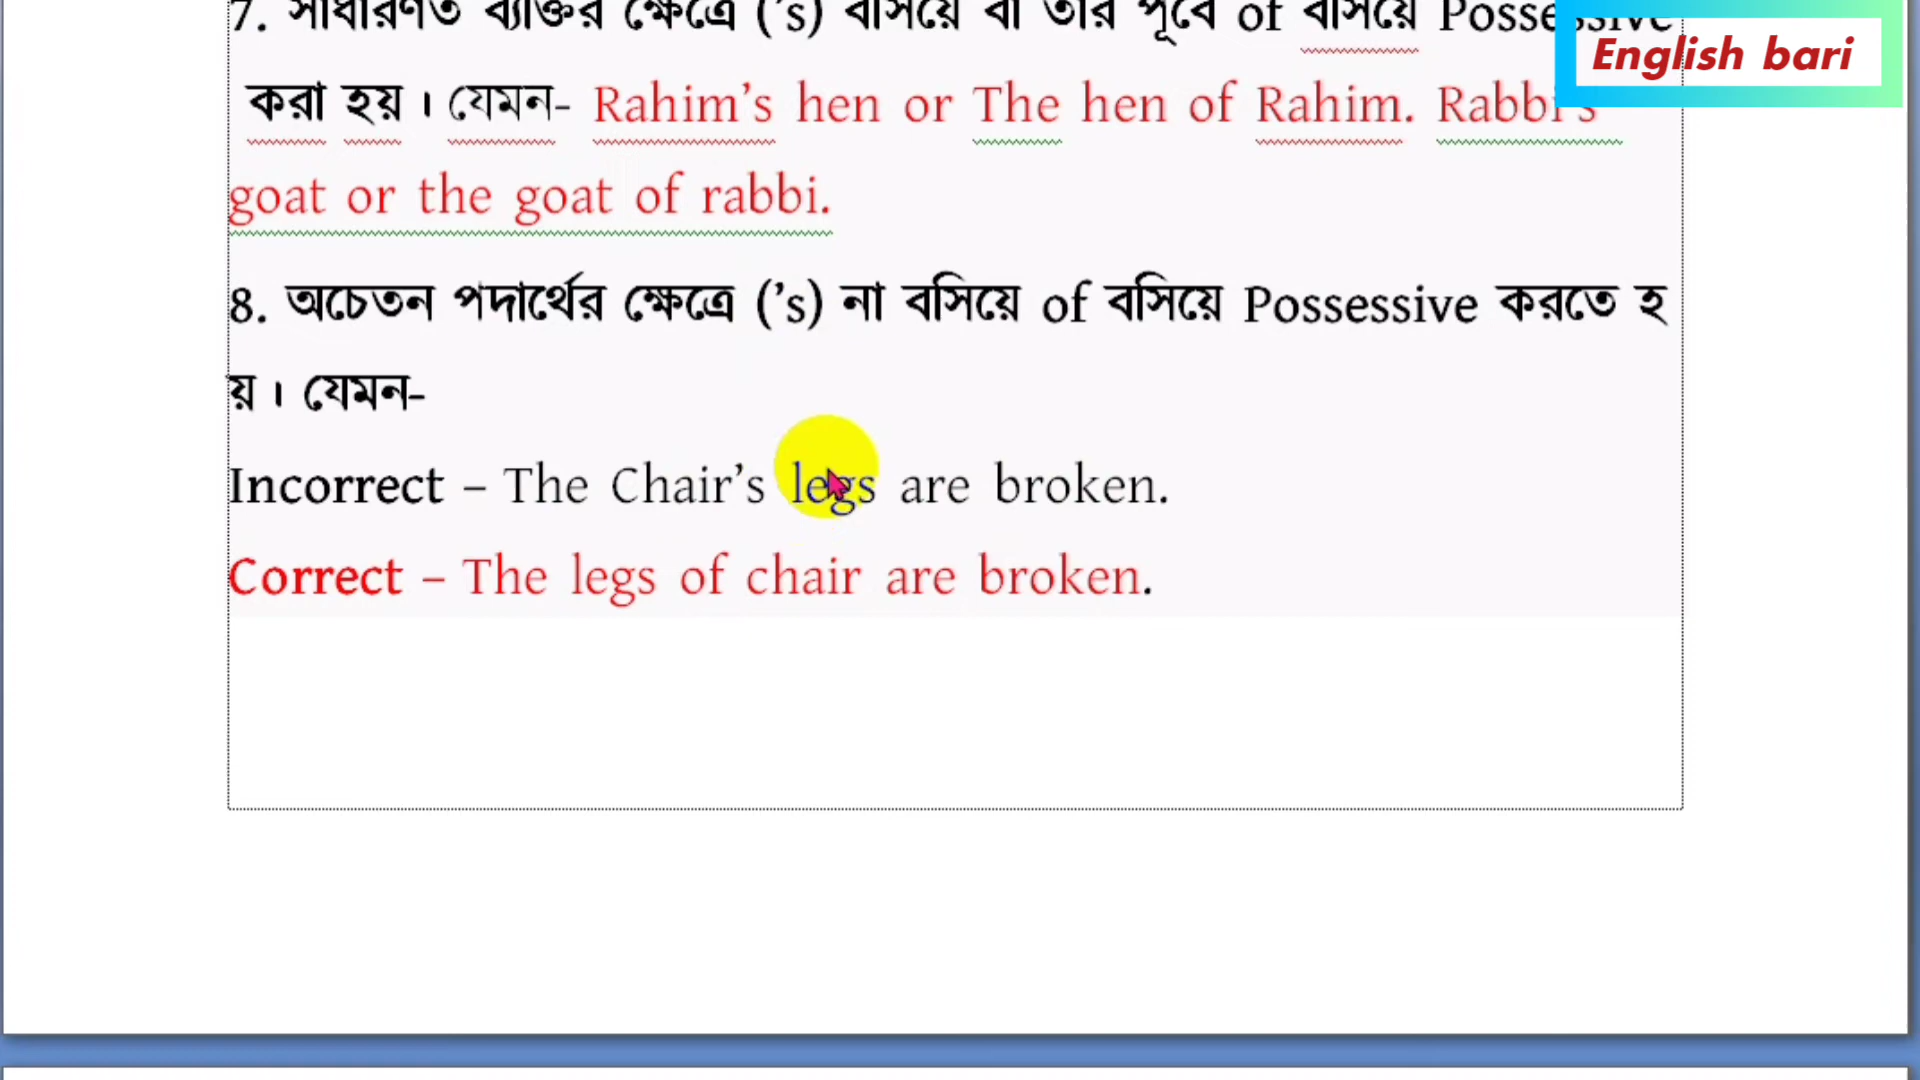 7. সাধারণত ব্যক্তির ক্ষেত্রে (’s) বসিয়ে বা তার পূর্বে of বসিয়ে Possessive
English bari
করা হয়। যেমন- Rahim’s hen or The hen of Rahim. Rabbi’s
goat or the goat of rabbi.
8. অচেতন পদার্থের ক্ষেত্রে (’s) না বসিয়ে of বসিয়ে Possessive করতে হ
য়। যেমন-
Incorrect – The Chair’s legs are broken.
Correct – The legs of chair are broken.